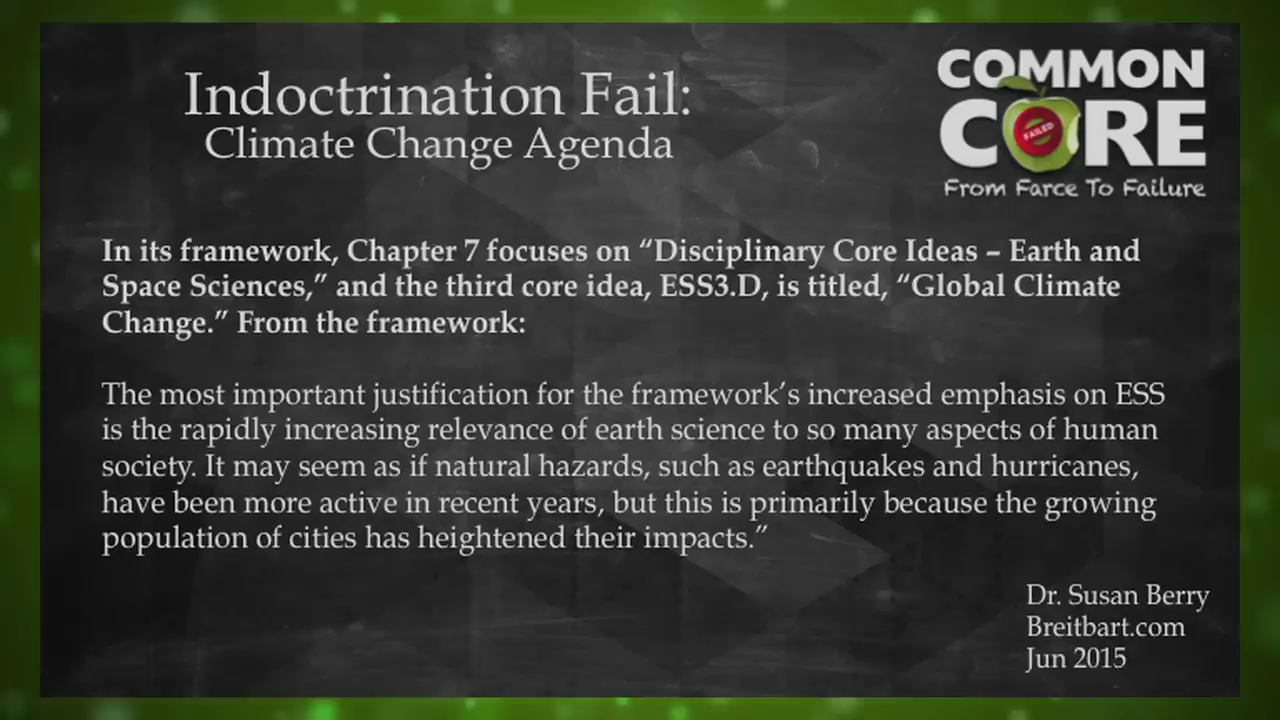 Indoctrination Fail:
Climate Change Agenda
COMMON
CORE
FAILED
From Farce To Failure
In its framework, Chapter 7 focuses on “Disciplinary Core Ideas – Earth and
Space Sciences,” and the third core idea, ESS3.D, is titled, “Global Climate
Change.” From the framework:
The most important justification for the framework’s increased emphasis on ESS
is the rapidly increasing relevance of earth science to so many aspects of human
society. It may seem as if natural hazards, such as earthquakes and hurricanes,
have been more active in recent years, but this is primarily because the growing
population of cities has heightened their impacts.”
Dr. Susan Berry
Breitbart.com
Jun 2015